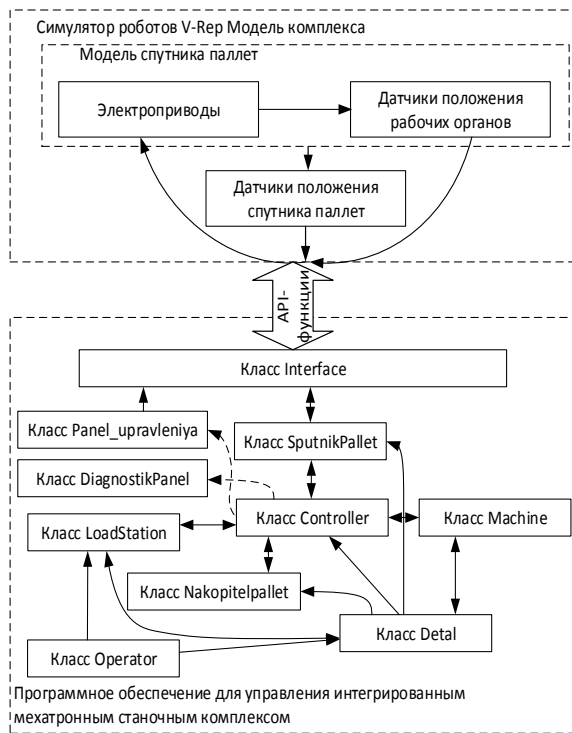 Симулятор роботов V-Rep Модель комплекса
Модель спутника паллет
Электроприводы
Датчики положения
рабочих органов
Датчики положения
спутника паллет
API-
функции
Класс Interface
Класс Panel_upravleniya
Класс SputnikPallet
Класс DiagnostikPanel
Класс Controller
Класс Machine
Класс LoadStation
Класс Nakopitelpallet
Класс Detal
Класс Operator
Программное обеспечение для управления интегрированным
мехатронным станочным комплексом